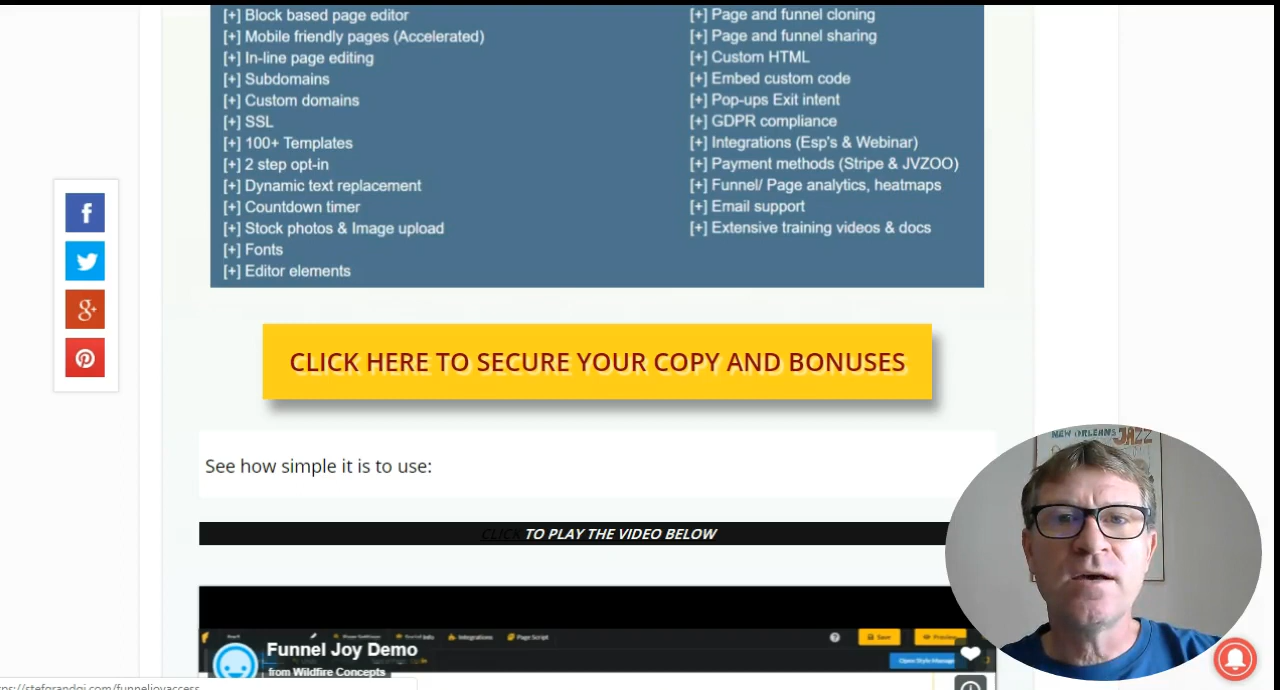 [+] Block based page editor
[+] Mobile friendly pages (Accelerated)
[+] In-line page editing
[+] Subdomains
[+] Custom domains
[+] SSL
[+] 100+ Templates
[+] 2 step opt-in
[+] Dynamic text replacement
[+] Countdown timer
[+] Stock photos & Image upload
[+] Fonts
[+] Editor elements
[+] Page and funnel cloning
[+] Page and funnel sharing
[+] Custom HTML
[+] Embed custom code
[+] Pop-ups Exit intent
[+] GDPR compliance
[+] Integrations (Esp's & Webinar)
[+] Payment methods (Stripe & JVZOO)
[+] Funnel/ Page analytics, heatmaps
[+] Email support
[+] Extensive training videos & docs
CLICK HERE TO SECURE YOUR COPY AND BONUSES
See how simple it is to use:
CLICK TO PLAY THE VIDEO BELOW
NEW ORLEANS JAZZ
Integrations
Page Script
Save
Preview
Funnel Joy Demo
from Wildfire Concepts